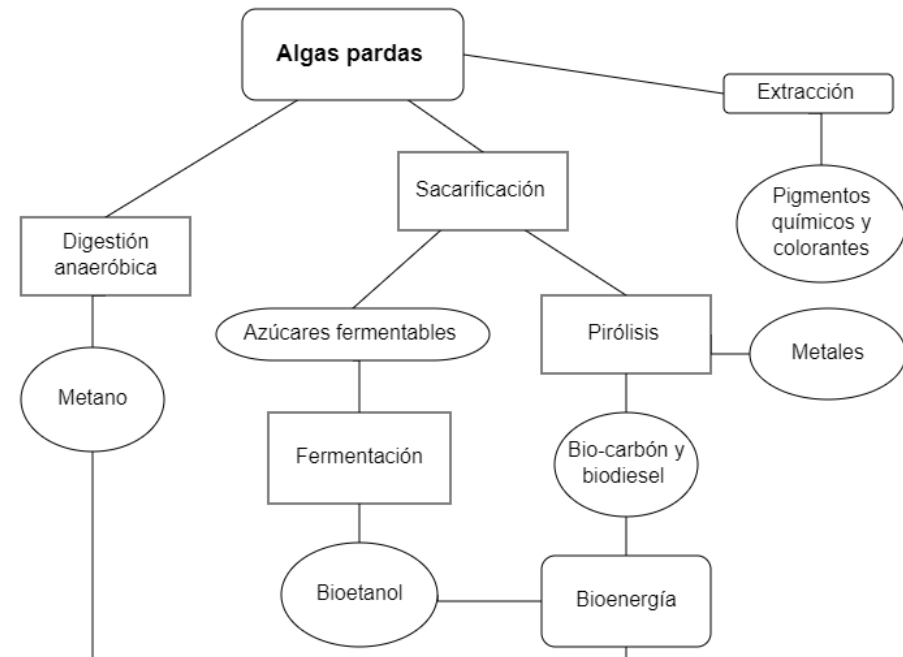 Algas pardas
Extracción
Sacarificación
Pigmentos
químicos y
colorantes
Digestión
anaeróbica
Azúcares fermentables
Pirólisis
Metales
Metano
Fermentación
Bio-carbón y
biodiesel
Bioetanol
Bioenergía